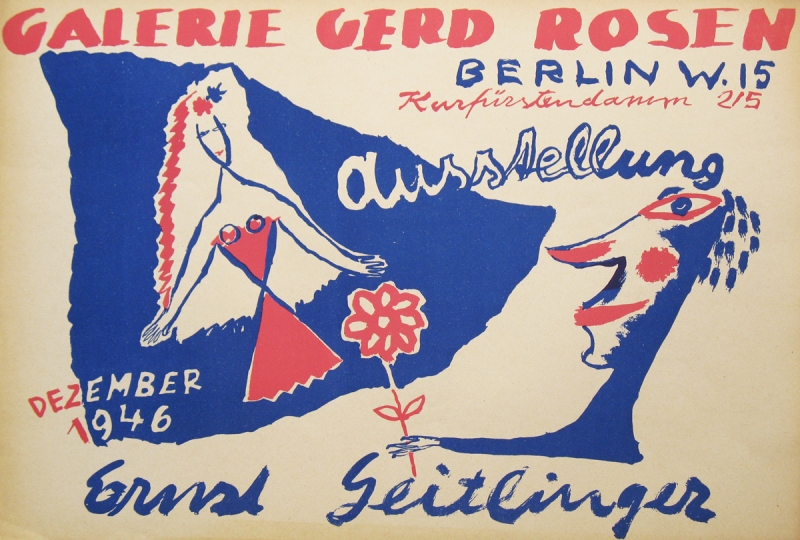 GALERIE GERD ROSEN
BERLIN W.15
Kurfürstendamm 215
ausstellung
DEZEMBER
1946
Ernst Geitlinger